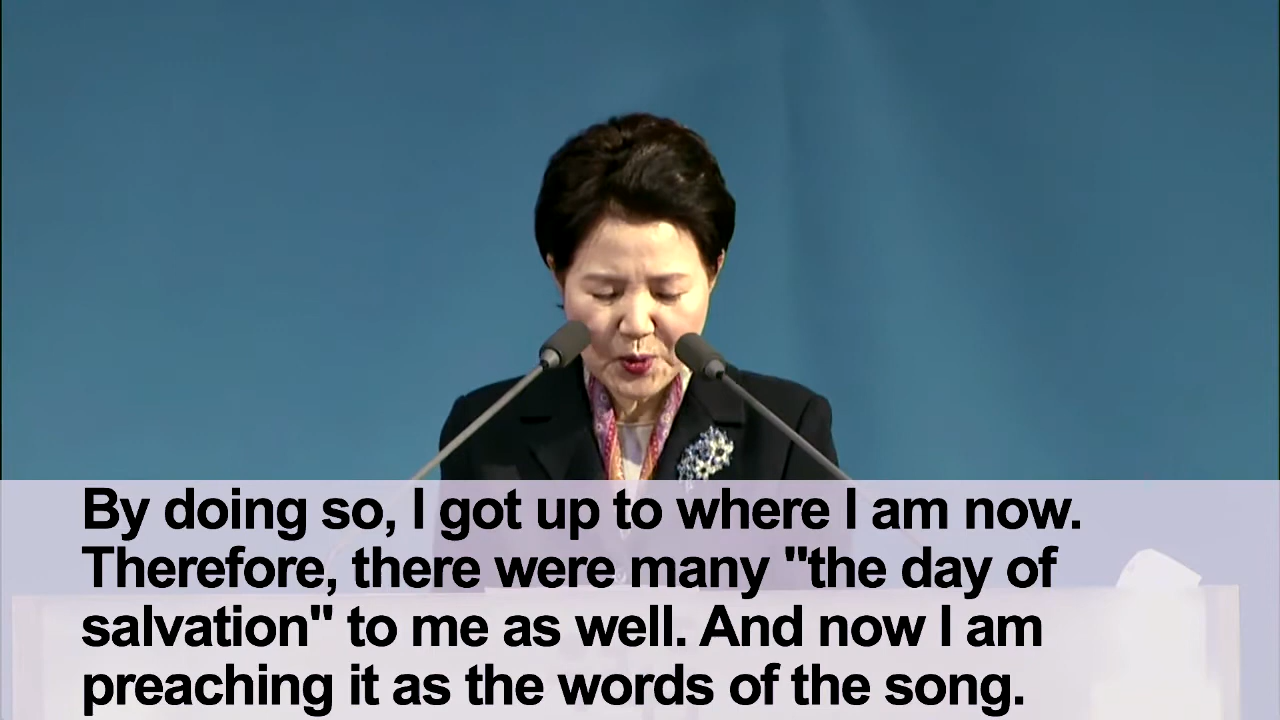 By doing so, I got up to where I am now.
Therefore, there were many "the day of
salvation" to me as well. And now I am
preaching it as the words of the song.